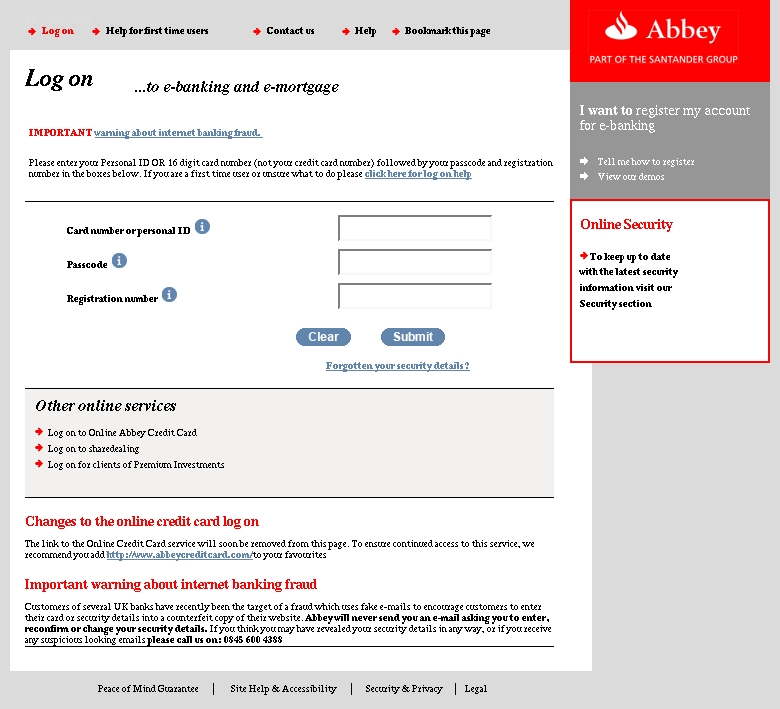 Log on
Help for first time users
Contact us
Help
Bookmark this page
Abbey
PART OF THE SANTANDER GROUP
Log on
...to e-banking and e-mortgage
IMPORTANT warning about internet banking fraud.
Please enter your Personal ID OR 16 digit card number (not your credit card number) followed by your passcode and registration
number in the boxes below. If you are a first time user or unsure what to do please click here for log on help
I want to register my account
for e-banking
Tell me how to register
View our demos
Online Security
To keep up to date
with the latest security
information visit our
Security section
Card number or personal ID i
Passcode i
Registration number i
Clear
Submit
Forgotten your security details?
Other online services
Log on to Online Abbey Credit Card
Log on to sharedealing
Log on for clients of Premium Investments
Changes to the online credit card log on
The link to the Online Credit Card service will soon be removed from this page. To ensure continued access to this service, we
recommend you add http://www.abbeycreditcard.com/to your favourites
Important warning about internet banking fraud
Customers of several UK banks have recently been the target of a fraud which uses fake e-mails to encourage customers to enter
their card or security details into a counterfeit copy of their website. Abbey will never send you an e-mail asking you to enter,
reconfirm or change your security details. If you think you may have revealed your security details in any way, or if you receive
any suspicious looking emails please call us on: 0845 600 4388
Peace of Mind Guarantee | Site Help & Accessibility | Security & Privacy | Legal